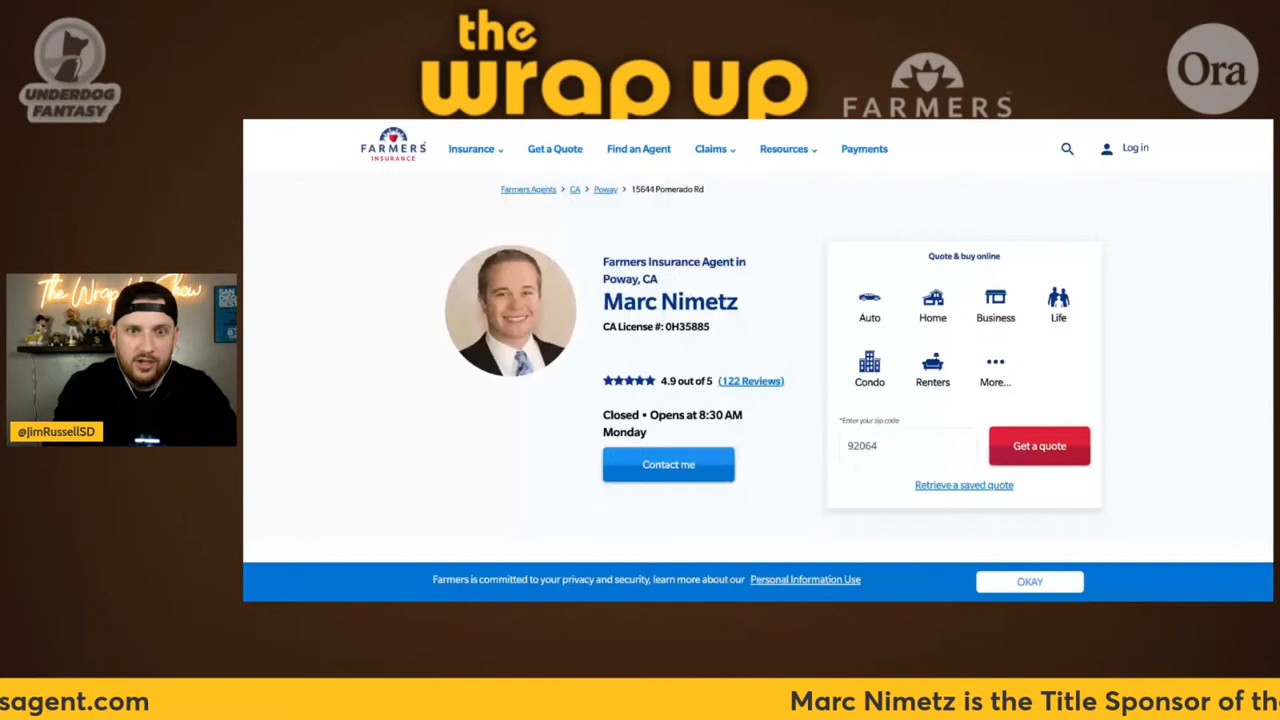 the
wrap up
UNDERDOG
FANTASY
FARMERS
Ora
FARMERS
INSURANCE
Insurance
Get a Quote
Find an Agent
Claims
Resources
Payments
Log in
Farmers Agents > CA > Poway > 15644 Pomerado Rd
Farmers Insurance Agent in
Poway, CA
Marc Nimetz
CA License #: 0H35885
4.9 out of 5 (122 Reviews)
Closed • Opens at 8:30 AM
Monday
Contact me
Quote & buy online
Auto
Home
Business
Life
Condo
Renters
More...
*Enter your zip code
92064
Get a quote
Retrieve a saved quote
The Wrap Up Show
@JimRussellSD
Farmers is committed to your privacy and security, learn more about our Personal Information Use
OKAY
sagent.com
Marc Nimetz is the Title Sponsor of th